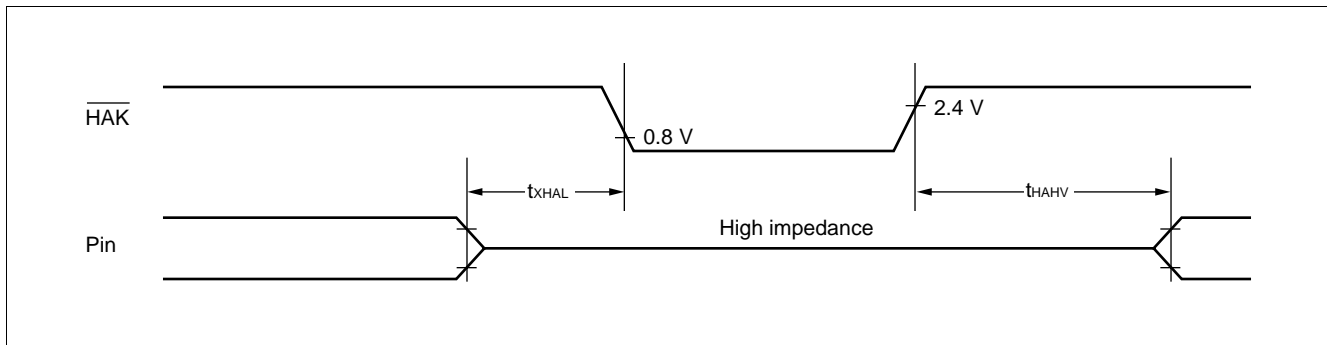 HAK
0.8 V
2.4 V
tXHAL
tHAHV
Pin
High impedance